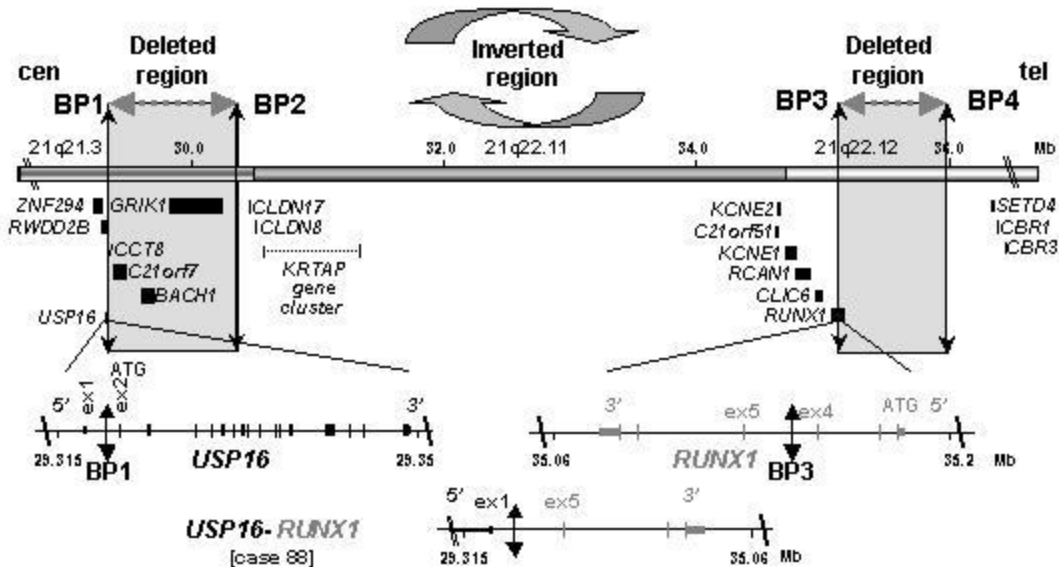 Deleted region
Inverted region
Deleted region
cen
tel
BP1
BP2
BP3
BP4
21q21.3
30.0
32.0
21q22.11
34.0
21q22.12
36.0
Mb
ZNF294
GRIK1
CLDN17
KCNE2
SETD4
RWDD2B
CLDN8
C21orf51
CBR1
CCT8
KCNE1
CBR3
C21orf7
KRTAP gene cluster
RCAN1
BACH1
CLIC6
USP16
RUNX1
ATG
5'
ex1
ex2
3'
3'
ex5
ex4
ATG
5'
29.315
BP1
USP16
29.35
35.06
RUNX1
BP3
35.2
Mb
USP16-RUNX1
[case 88]
5'
ex1
ex5
3'
29.315
35.06
Mb